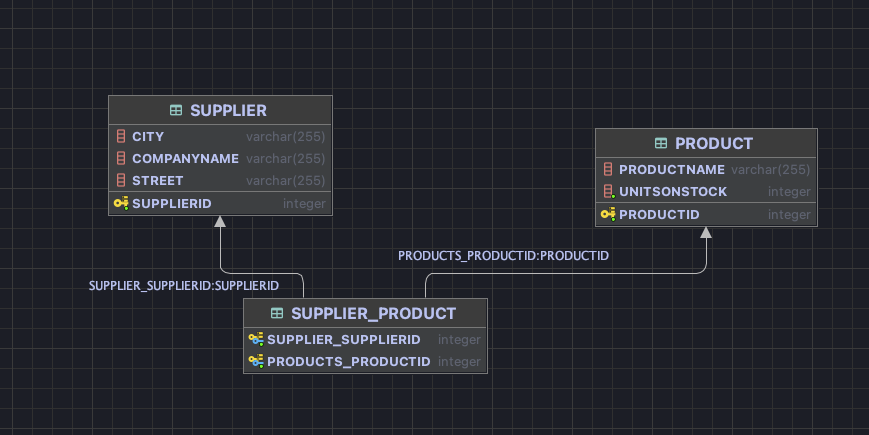 SUPPLIER
CITY varchar(255)
COMPANYNAME varchar(255)
STREET varchar(255)
SUPPLIERID integer
PRODUCT
PRODUCTNAME varchar(255)
UNITSONSTOCK integer
PRODUCTID integer
PRODUCTS_PRODUCTID:PRODUCTID
SUPPLIER_SUPPLIERID:SUPPLIERID
SUPPLIER_PRODUCT
SUPPLIER_SUPPLIERID integer
PRODUCTS_PRODUCTID integer